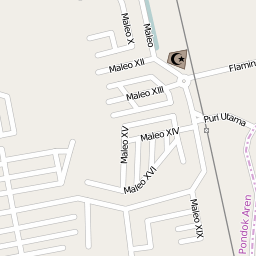 Maleo X
Maleo
Maleo XII
Flamin
Maleo XIII
Puri Utama
Maleo XV
Maleo XIV
Maleo XVI
Maleo XIX
Pondok Aren